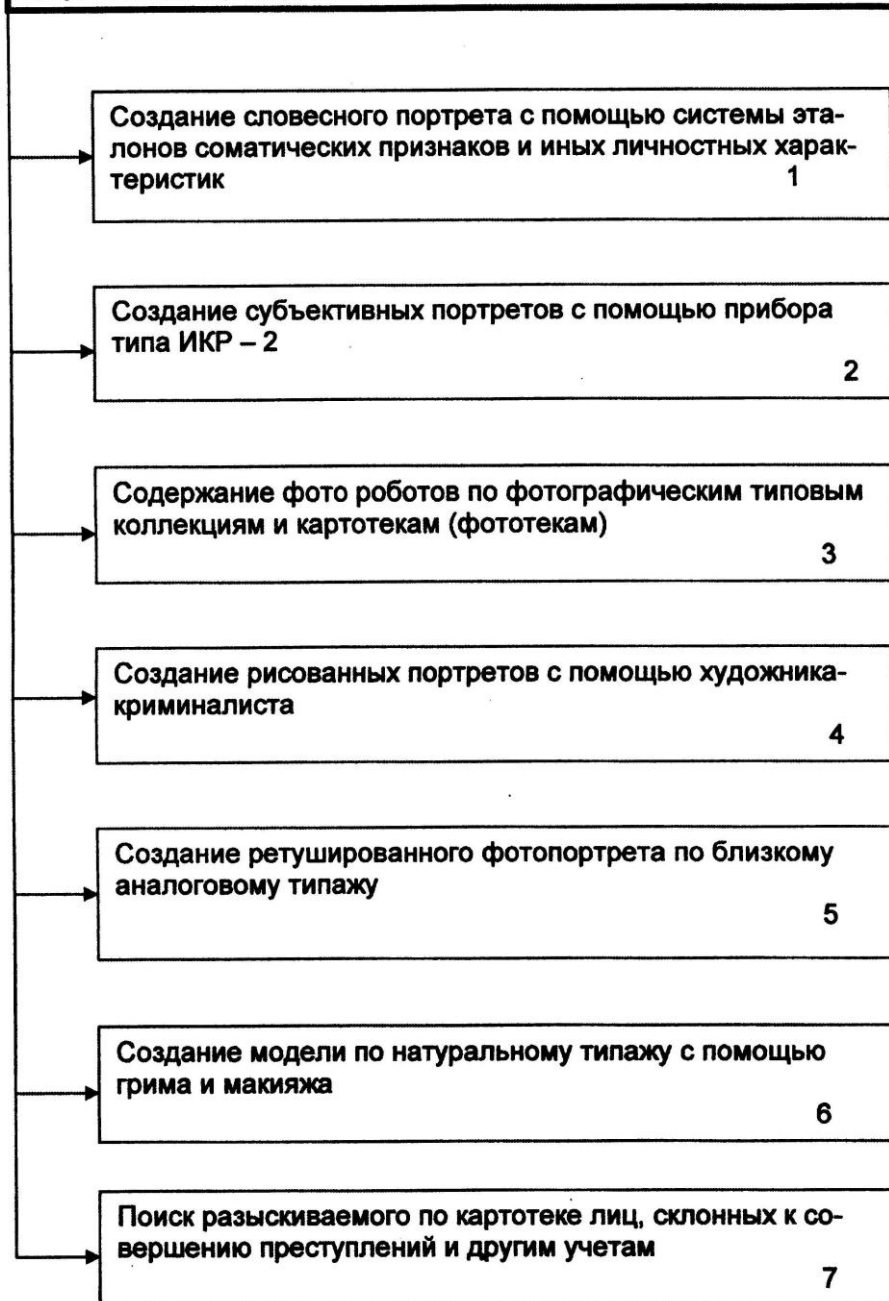 Создание словесного портрета с помощью системы эта-
лонов соматических признаков и иных личностных харак-
теристик 1
Создание субъективных портретов с помощью прибора
типа ИКР – 2
2
Содержание фото роботов по фотографическим типовым
коллекциям и картотекам (фототекам)
3
Создание рисованных портретов с помощью художника-
криминалиста
4
Создание ретушированного фотопортрета по близкому
аналоговому типажу
5
Создание модели по натуральному типажу с помощью
грима и макияжа
6
Поиск разыскиваемого по картотеке лиц, склонных к со-
вершению преступлений и другим учетам
7